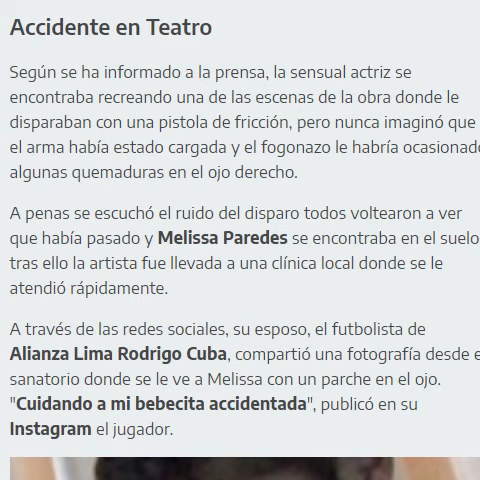 Accidente en Teatro
Según se ha informado a la prensa, la sensual actriz se
encontraba recreando una de las escenas de la obra donde le
disparaban con una pistola de fricción, pero nunca imaginó que
el arma había estado cargada y el fogonazo le habría ocasionado
algunas quemaduras en el ojo derecho.
A penas se escuchó el ruido del disparo todos voltearon a ver
que había pasado y Melissa Paredes se encontraba en el suelo
tras ello la artista fue llevada a una clínica local donde se le
atendió rápidamente.
A través de las redes sociales, su esposo, el futbolista de
Alianza Lima Rodrigo Cuba, compartió una fotografía desde e
sanatorio donde se le ve a Melissa con un parche en el ojo.
"Cuidando a mi bebecita accidentada", publicó en su
Instagram el jugador.